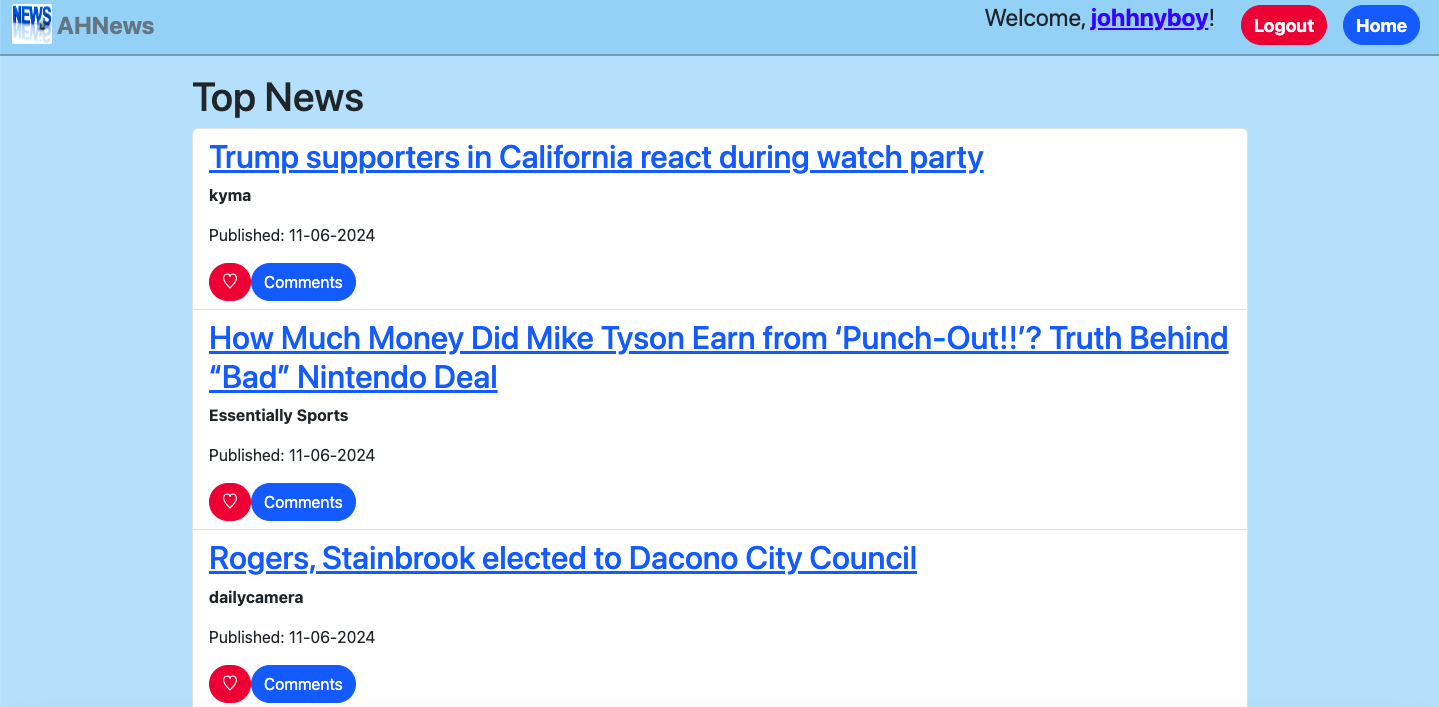 NEWS AHNews Welcome, johhnyboy! Logout Home
Top News
Trump supporters in California react during watch party
kyma
Published: 11-06-2024
♡ Comments
How Much Money Did Mike Tyson Earn from ‘Punch-Out!!’? Truth Behind
“Bad” Nintendo Deal
Essentially Sports
Published: 11-06-2024
♡ Comments
Rogers, Stainbrook elected to Dacono City Council
dailycamera
Published: 11-06-2024
♡ Comments